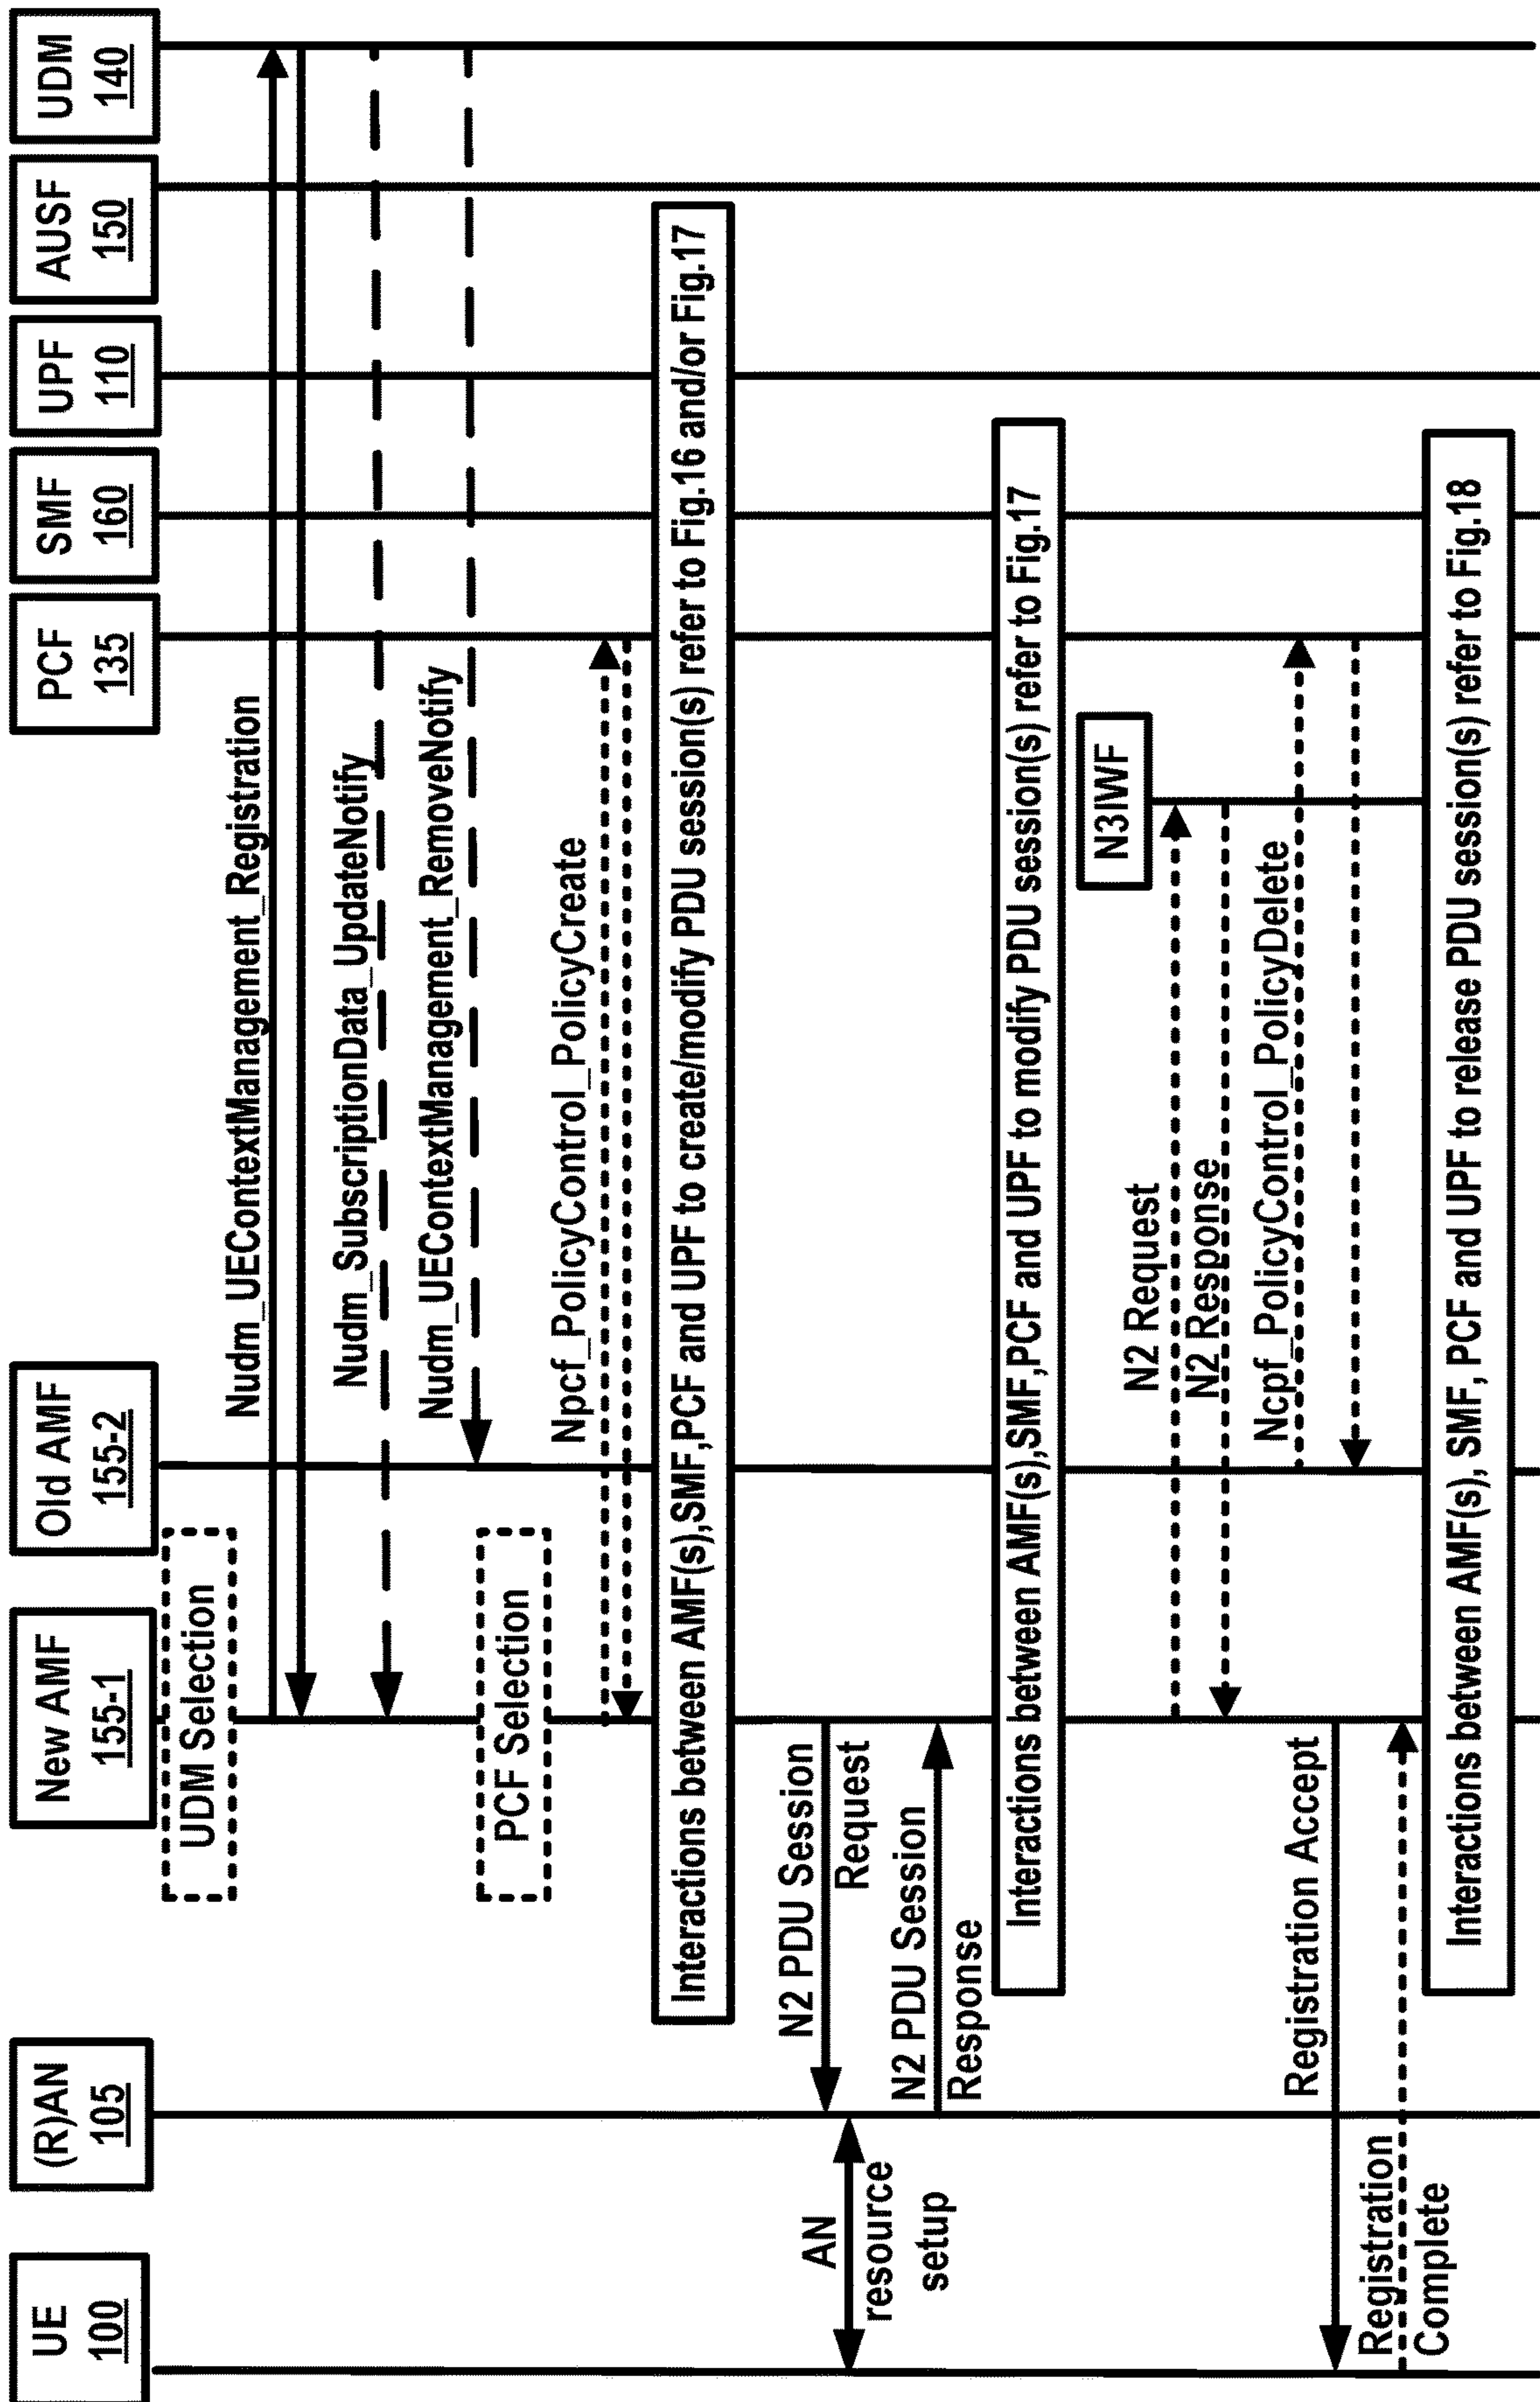 UE
100
(R)AN
105
New AMF
155-1
Old AMF
155-2
PCF
135
SMF
160
UPF
110
AUSF
150
UDM
140
UDM Selection
Nudm_UEContextManagement_Registration
Nudm_SubscriptionData_UpdateNotify
Nudm_UEContextManagement_RemoveNotify
PCF Selection
Npcf_PolicyControl_PolicyCreate
Interactions between AMF(s),SMF,PCF and UPF to create/modify PDU session(s) refer to Fig.16 and/or Fig.17
N2 PDU Session
Request
AN
resource
setup
N2 PDU Session
Response
Interactions between AMF(s),SMF,PCF and UPF to modify PDU session(s) refer to Fig.17
N3IWF
N2 Request
N2 Response
Ncpf_PolicyControl_PolicyDelete
Registration Accept
Registration
Complete
Interactions between AMF(s), SMF, PCF and UPF to release PDU session(s) refer to Fig.18